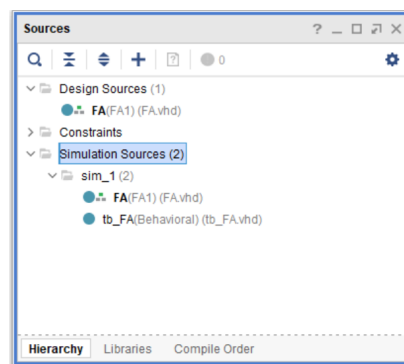 Sources
0
Design Sources (1)
FA(FA1) (FA.vhd)
Constraints
Simulation Sources (2)
sim_1 (2)
FA(FA1) (FA.vhd)
tb_FA(Behavioral) (tb_FA.vhd)
Hierarchy Libraries Compile Order